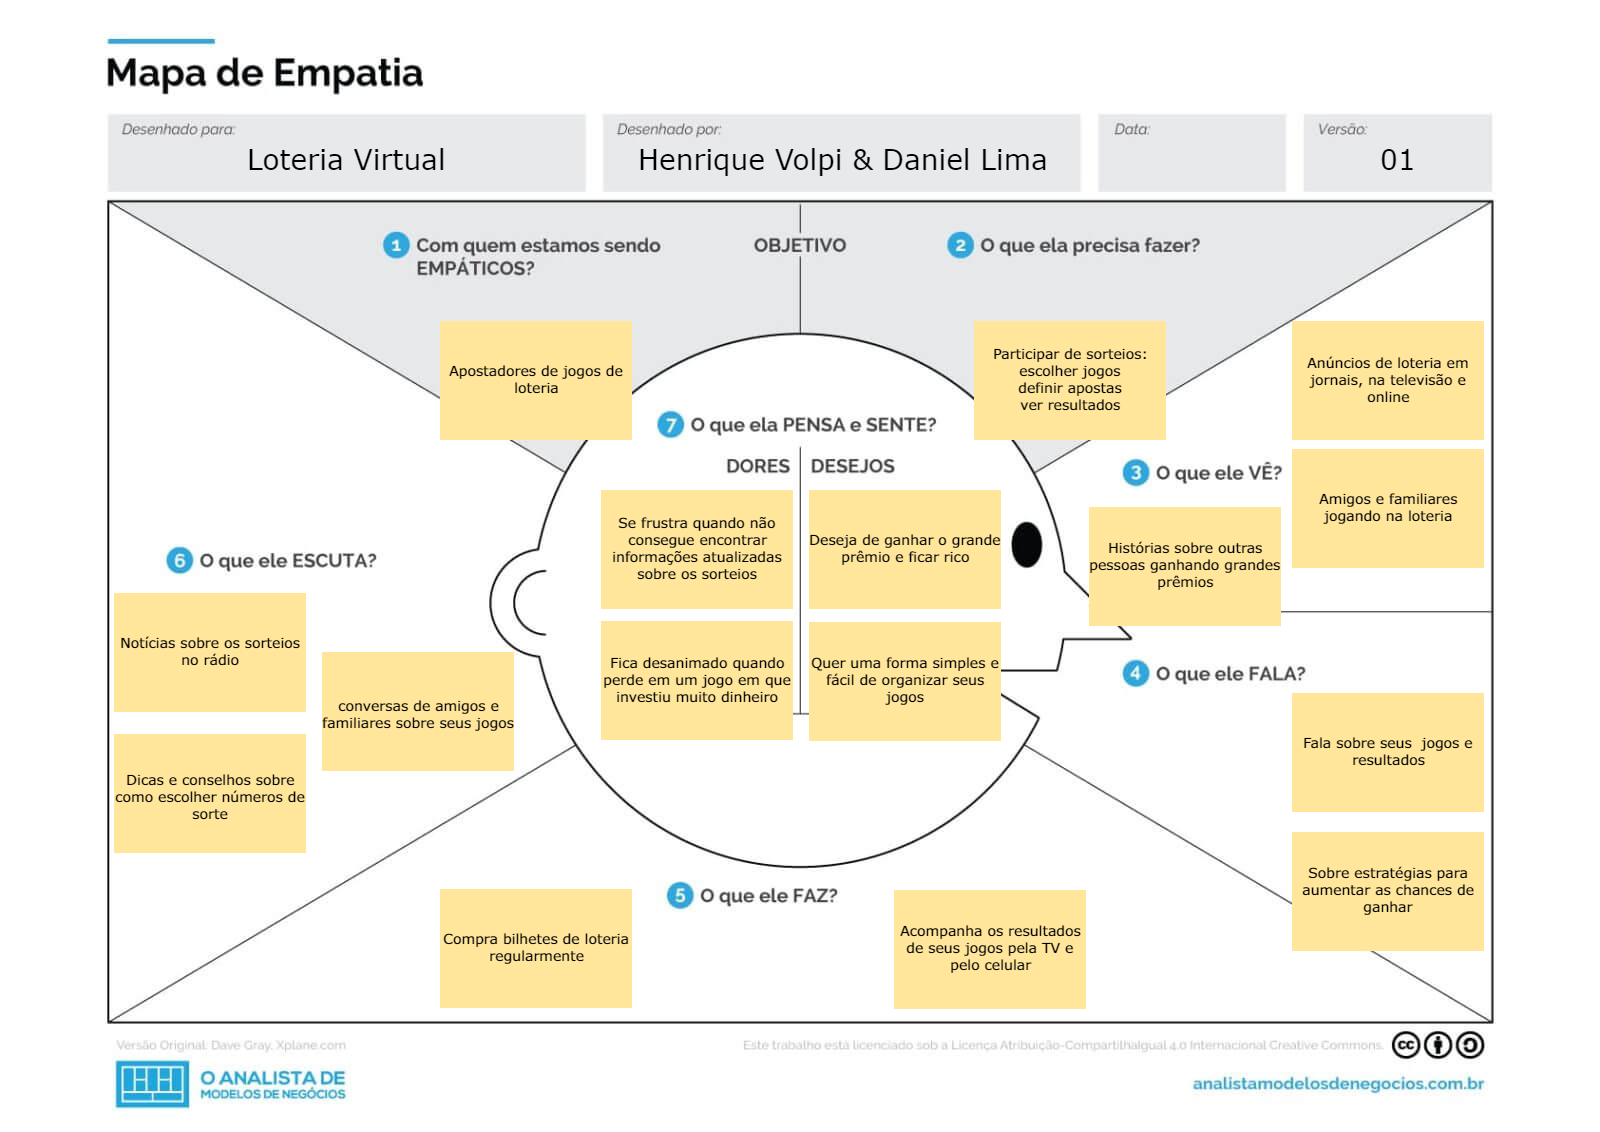 Mapa de Empatia
Desenhado para:
Loteria Virtual
Desenhado por:
Henrique Volpi & Daniel Lima
Data:
Versão:
01
1 Com quem estamos sendo
EMPÁTICOS?
OBJETIVO
2 O que ela precisa fazer?
Apostadores de jogos de
loteria
Participar de sorteios:
escolher jogos
definir apostas
ver resultados
Anúncios de loteria em
jornais, na televisão e
online
7 O que ela PENSA e SENTE?
DORES
DESEJOS
3 O que ele VÊ?
Amigos e familiares
jogando na loteria
Histórias sobre outras
pessoas ganhando grandes
prêmios
Se frustra quando não
consegue encontrar
informações atualizadas
sobre os sorteios
Deseja de ganhar o grande
prêmio e ficar rico
Fica desanimado quando
perde em um jogo em que
investiu muito dinheiro
Quer uma forma simples e
fácil de organizar seus
jogos
6 O que ele ESCUTA?
Notícias sobre os sorteios
no rádio
conversas de amigos e
familiares sobre seus jogos
Dicas e conselhos sobre
como escolher números de
sorte
4 O que ele FALA?
Fala sobre seus  jogos e
resultados
Sobre estratégias para
aumentar as chances de
ganhar
5 O que ele FAZ?
Compra bilhetes de loteria
regularmente
Acompanha os resultados
de seus jogos pela TV e
pelo celular
Versão Original: Dave Gray, Xplane.com
Este trabalho está licenciado sob a Licença Atribuição-CompartilhaIgual 4.0 Internacional Creative Commons.
cc
O ANALISTA DE
MODELOS DE NEGÓCIOS
analistamodelosdenegocios.com.br